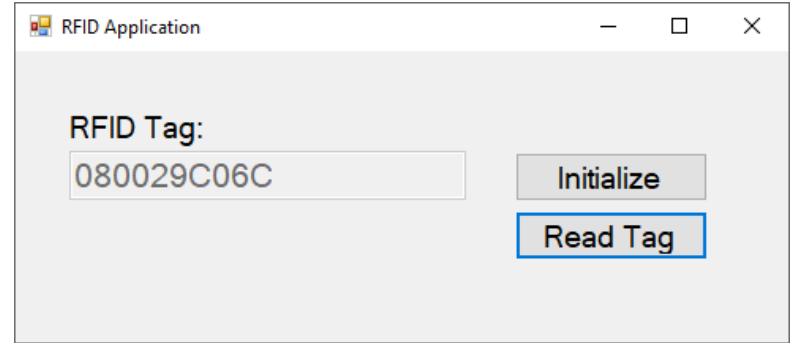 RFID Application
RFID Tag:
080029C06C
Initialize
Read Tag